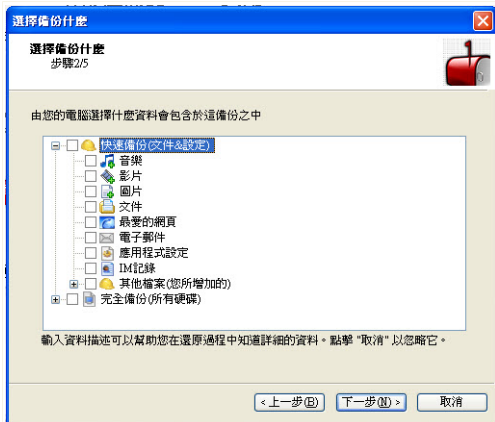 選擇備份什麼
選擇備份什麼
步驟2/5
由您的電腦選擇什麼資料會包含於這備份之中
快速備份(文件&設定)
音樂
影片
圖片
文件
最愛的網頁
電子郵件
應用程式設定
IM記錄
其他檔案(您所增加的)
完全備份(所有硬碟)
輸入資料描述可以幫助您在還原過程中知道詳細的資料。點擊 "取消" 以忽略它。
<上一步(B) 下一步(N)> 取消